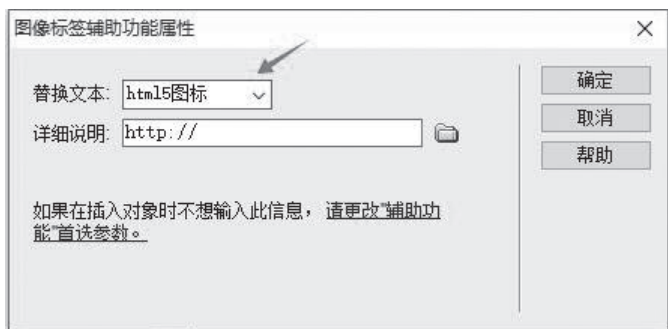 图像标签辅助功能属性
替换文本: html5图标
确定
详细说明: http://
取消
帮助
如果在插入对象时不想输入此信息，请更改"辅助功
能"首选参数。